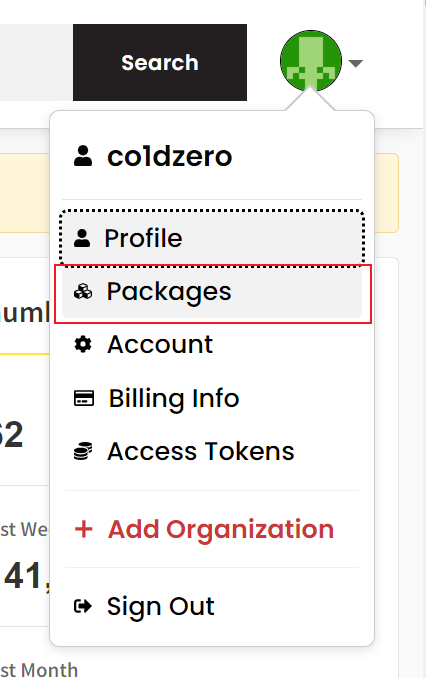 Search
co1dzero
Profile
Packages
Account
Billing Info
Access Tokens
Add Organization
Sign Out
62
st We
41,
st Month